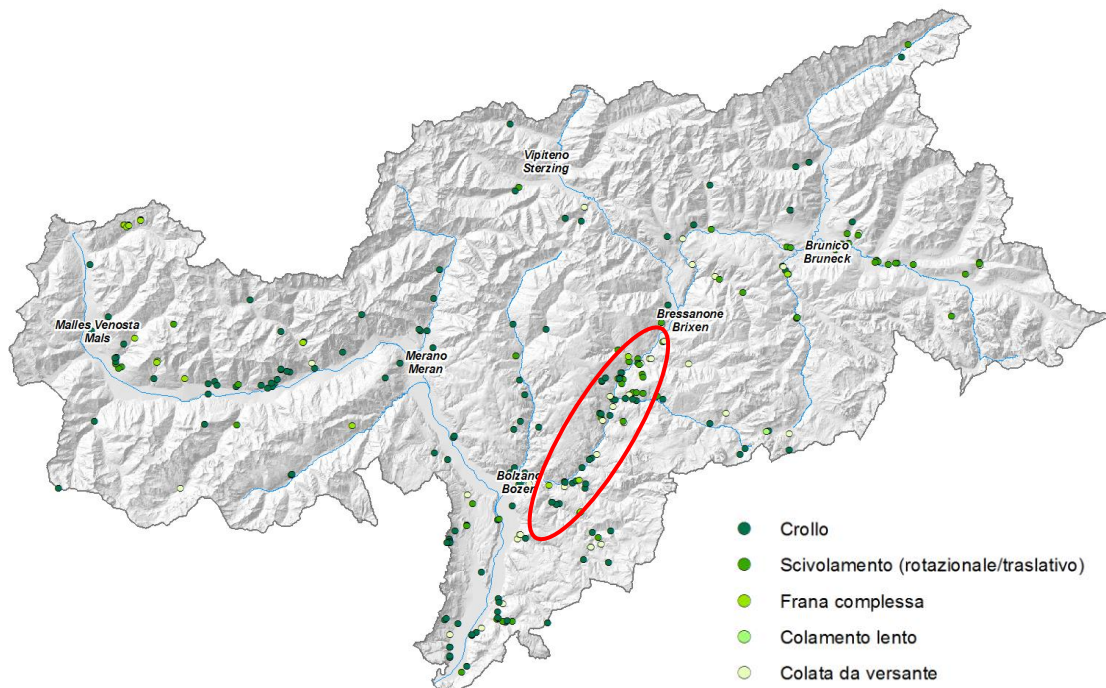 Vipiteno
Sterzing
Brunico
Bruneck
Bressanone
Brixen
Malles Venosta
Mals
Merano
Meran
Bolzano
Bozen
Crollo
Scivolamento (rotazionale/traslativo)
Frana complessa
Colamento lento
Colata da versante